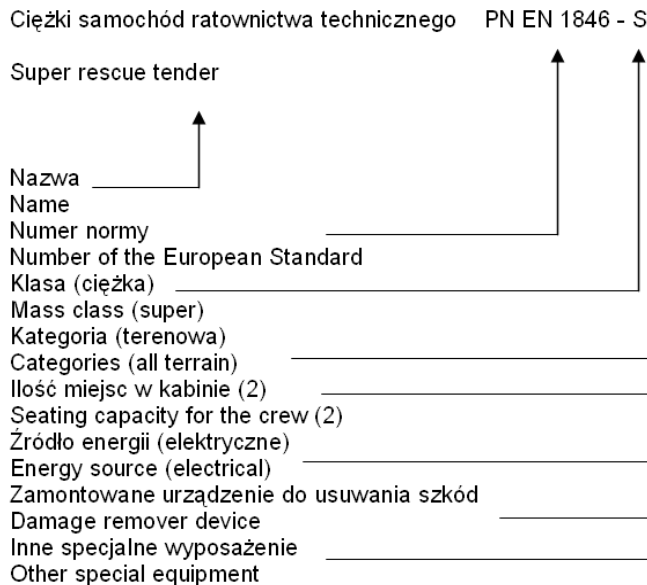 Ciężki samochód ratownictwa technicznego PN EN 1846 - S
Super rescue tender
Nazwa
Name
Numer normy
Number of the European Standard
Klasa (ciężka)
Mass class (super)
Kategoria (terenowa)
Categories (all terrain)
Ilość miejsc w kabinie (2)
Seating capacity for the crew (2)
Źródło energii (elektryczne)
Energy source (electrical)
Zamontowane urządzenie do usuwania szkód
Damage remover device
Inne specjalne wyposażenie
Other special equipment